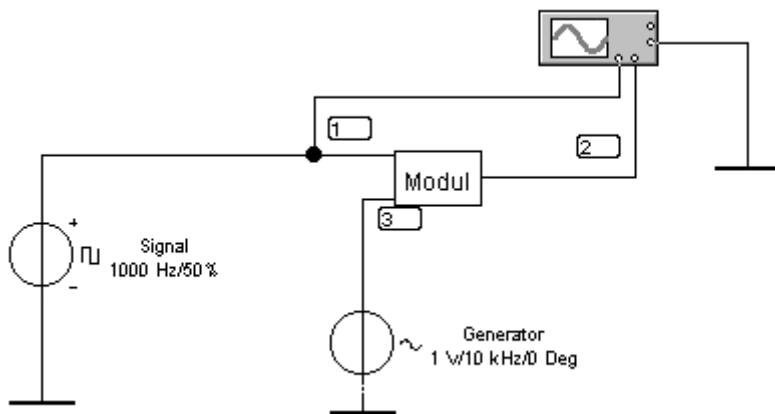 1
2
Modul
3
+
Signal
1000 Hz/50%
-
Generator
1 V/10 kHz/0 Deg